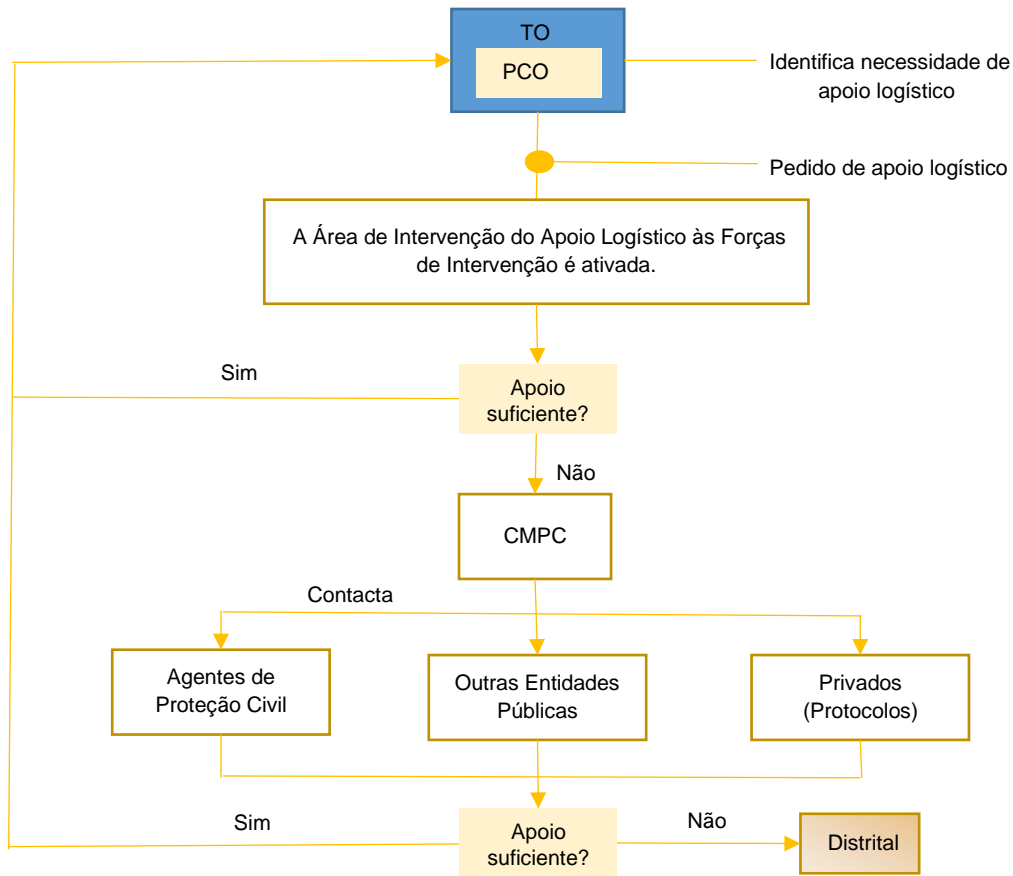 TO
PCO
Identifica necessidade de
apoio logístico
Pedido de apoio logístico
A Área de Intervenção do Apoio Logístico às Forças
de Intervenção é ativada.
Sim
Apoio
suficiente?
Não
CMPC
Contacta
Agentes de
Proteção Civil
Outras Entidades
Públicas
Privados
(Protocolos)
Sim
Apoio
suficiente?
Não
Distrital